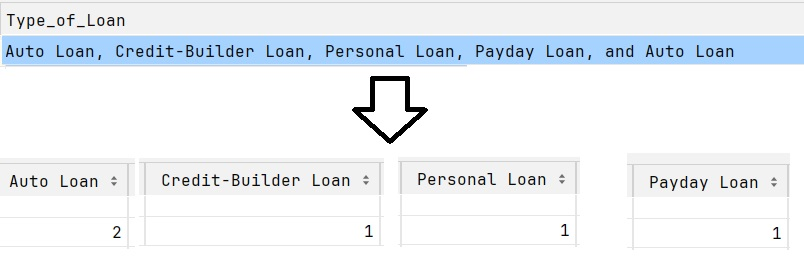 Type_of_Loan
Auto Loan, Credit-Builder Loan, Personal Loan, Payday Loan, and Auto Loan
Auto Loan Credit-Builder Loan Personal Loan Payday Loan
2 1 1 1